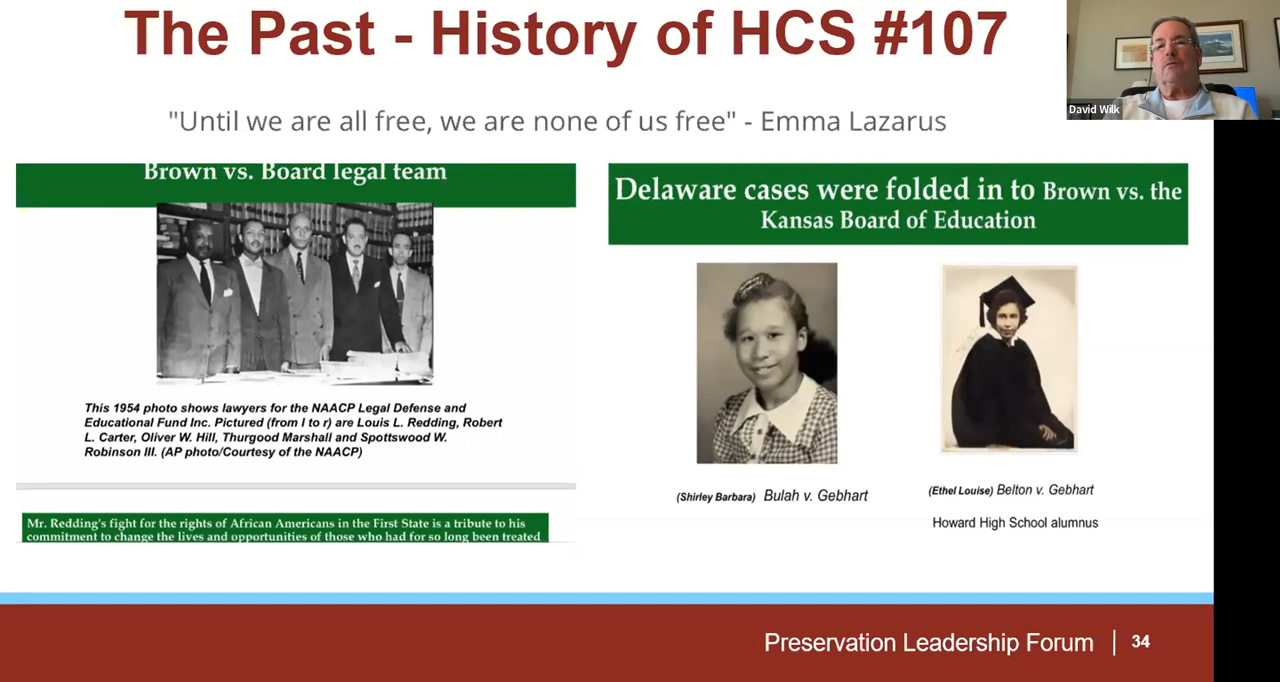 The Past - History of HCS #107
David Wilk
"Until we are all free, we are none of us free" - Emma Lazarus
Brown vs. Board legal team
This 1954 photo shows lawyers for the NAACP Legal Defense and
Educational Fund Inc. Pictured (from l to r) are Louis L. Redding, Robert
L. Carter, Oliver W. Hill, Thurgood Marshall and Spottswood W.
Robinson III. (AP photo/Courtesy of the NAACP)
Mr. Redding's fight for the rights of African Americans in the First State is a tribute to his
commitment to change the lives and opportunities of those who had for so long been treated
Delaware cases were folded in to Brown vs. the
Kansas Board of Education
(Shirley Barbara) Bulah v. Gebhart
(Ethel Louise) Belton v. Gebhart
Howard High School alumnus
Preservation Leadership Forum | 34